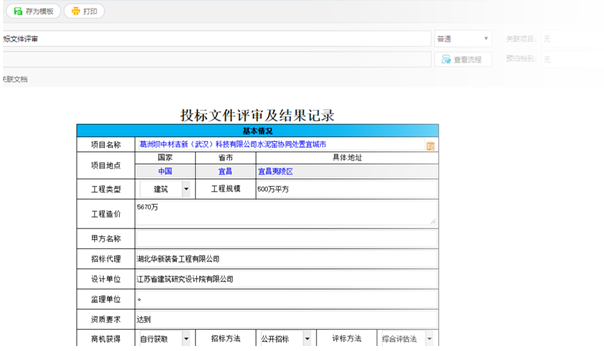 存为模板 打印
标文件评审 普通 关联项目： 无
查看流程 预归档到： 无
关联文档
投标文件评审及结果记录
基本情况
项目名称 葛洲坝中材洁新（武汉）科技有限公司水泥窑协同处置宜城市
项目地点 国家 省市 具体地址
中国 宜昌 宜昌夷陵区
工程类型 建筑 工程规模 500万平方
工程造价 5670万
甲方名称
招标代理 湖北华新装备工程有限公司
设计单位 江苏省建筑研究设计院有限公司
监理单位 *
资质要求 达到
商机获得 自行获取 招标方法 公开招标 评标方法 综合评估法